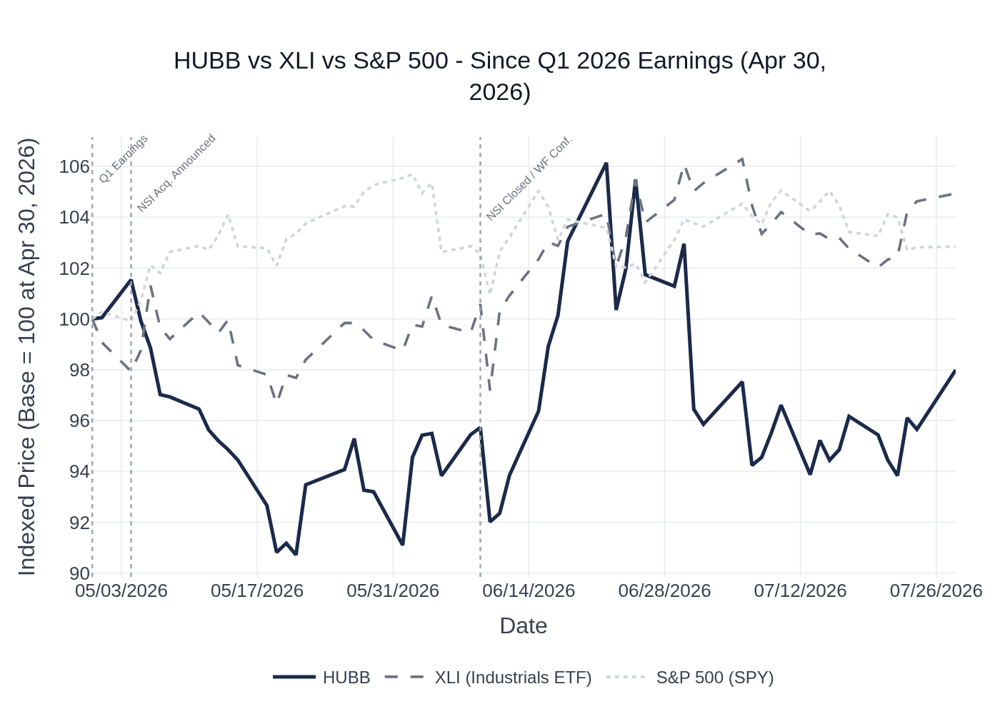 HUBB vs XLI vs S&P 500 - Since Q1 2026 Earnings (Apr 30,
2026)
Q1 Earnings
NSI Acq. Announced
NSI Closed / WF Conf.
Indexed Price (Base = 100 at Apr 30, 2026)
106
104
102
100
98
96
94
92
90
05/03/2026 05/17/2026 05/31/2026 06/14/2026 06/28/2026 07/12/2026 07/26/2026
Date
HUBB XLI (Industrials ETF) S&P 500 (SPY)